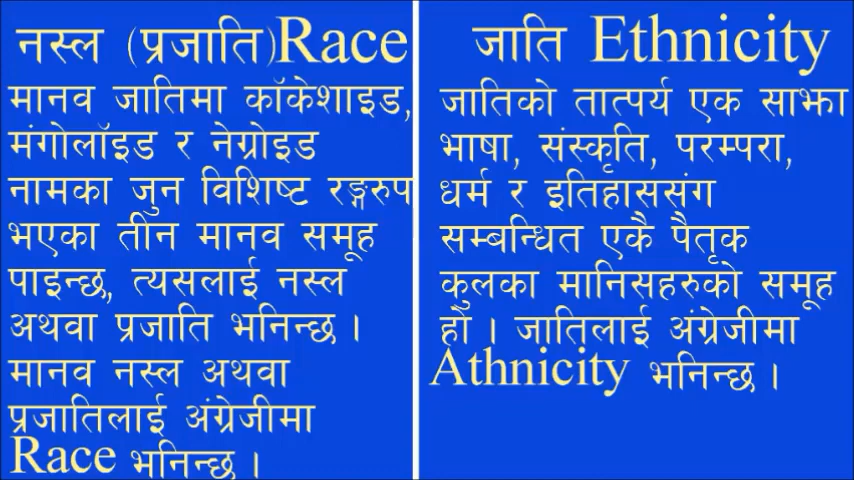 नस्ल (प्रजाति)Race
मानव जातिमा कॉकेशाइड,
मंगोलॉइड र नेग्रोइड
नामका जुन विशिष्ट रङ्गरुप
भएका तीन मानव समूह
पाइन्छ, त्यसलाई नस्ल
अथवा प्रजाति भनिन्छ ।
मानव नस्ल अथवा
प्रजातिलाई अंग्रेजीमा
Race भनिन्छ ।
जाति Ethnicity
जातिको तात्पर्य एक साझा
भाषा, संस्कृति, परम्परा,
धर्म र इतिहाससंग
सम्बन्धित एकै पैतृक
कुलका मानिसहरुको समूह
हो । जातिलाई अंग्रेजीमा
Athnicity भनिन्छ ।